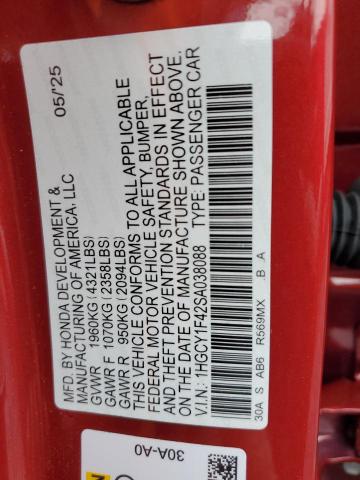 MFD. BY HONDA DEVELOPMENT & 05/'25
MANUFACTURING OF AMERICA, LLC
GVWR 1960KG (4321LBS)
GAWR F 1070KG (2358LBS)
GAWR R 950KG (2094LBS)
THIS VEHICLE CONFORMS TO ALL APPLICABLE
FEDERAL MOTOR VEHICLE SAFETY, BUMPER,
AND THEFT PREVENTION STANDARDS IN EFFECT
ON THE DATE OF MANUFACTURE SHOWN ABOVE.
V.I.N.: 1HGCY1F42SA038088 TYPE: PASSENGER CAR
30A S AB6 R569MX .B A
30A-A0